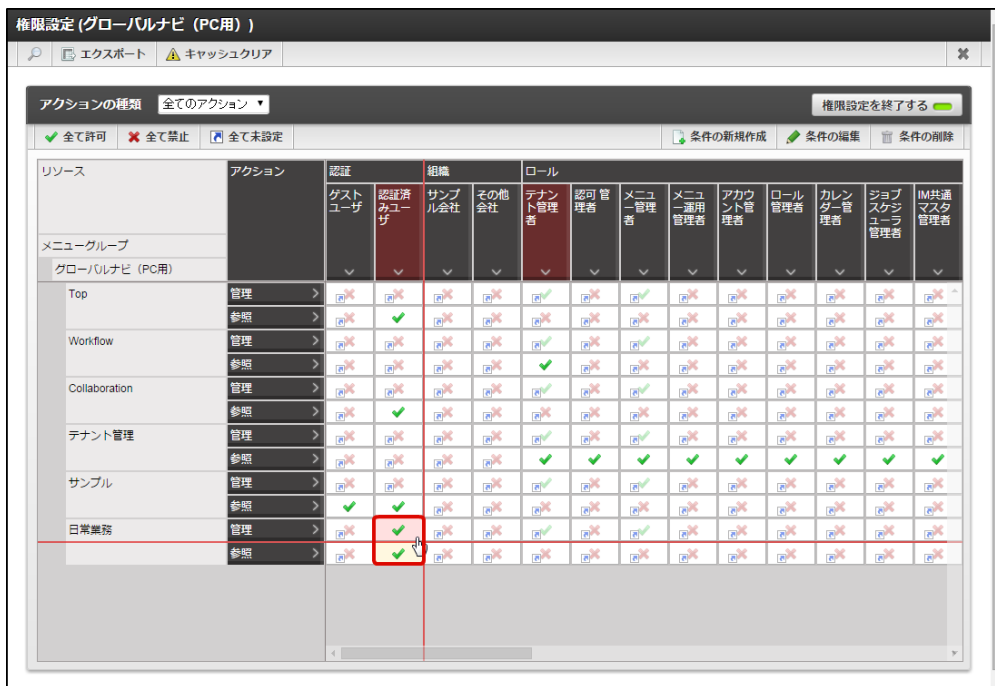 権限設定 (グローバルナビ（PC用）)
エクスポート キャッシュクリア
アクションの種類 全てのアクション 権限設定を終了する
全て許可 全て禁止 全て未設定 条件の新規作成 条件の編集 条件の削除
リソース アクション 認証 組織 ロール
ゲストユーザ 認証済みユーザ サンプル会社 その他会社 テナント管理者 認可 管理者 メニュー管理者 メニュー運用管理者 アカウント管理者 ロール管理者 カレンダー管理者 ジョブスケジューラ管理者 IM共通マスタ管理者
メニューグループ
グローバルナビ（PC用）
Top 管理
参照
Workflow 管理
参照
Collaboration 管理
参照
テナント管理 管理
参照
サンプル 管理
参照
日常業務 管理
参照